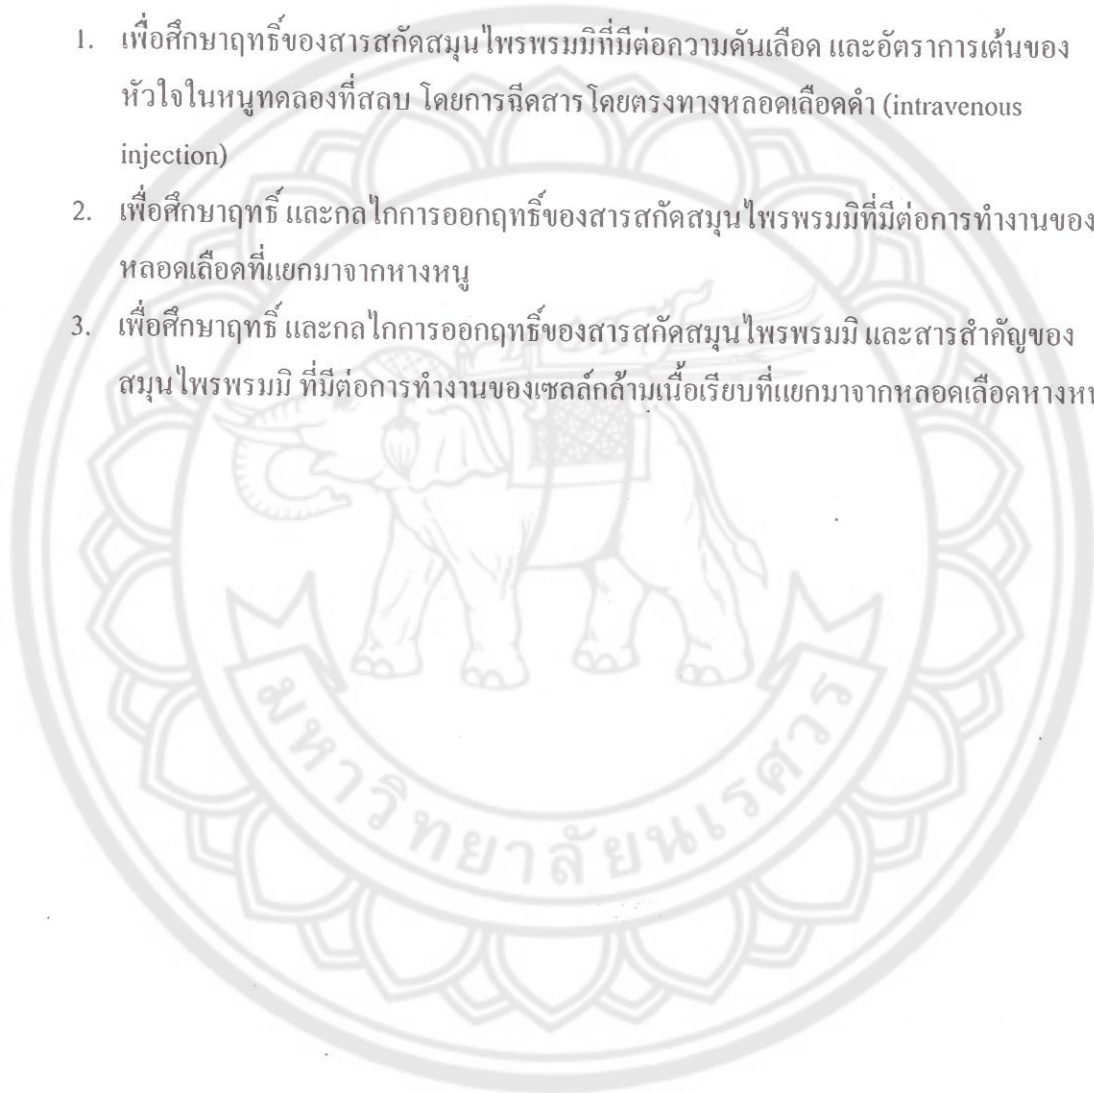 1. เพื่อศึกษาฤทธิ์ของสารสกัดสมุนไพรพรมมิที่มีต่อความดันเลือด และอัตราการเต้นของ
หัวใจในหนูทดลองที่สลบ โดยการฉีดสารโดยตรงทางหลอดเลือดดำ (intravenous
injection)
2. เพื่อศึกษาฤทธิ์ และกลไกการออกฤทธิ์ของสารสกัดสมุนไพรพรมมิที่มีต่อการทำงานของ
หลอดเลือดที่แยกมาจากหางหนู
3. เพื่อศึกษาฤทธิ์ และกลไกการออกฤทธิ์ของสารสกัดสมุนไพรพรมมิ และสารสำคัญของ
สมุนไพรพรมมิ ที่มีต่อการทำงานของเซลล์กล้ามเนื้อเรียบที่แยกมาจากหลอดเลือดหางห
มหาวิทยาลัยนเรศวร